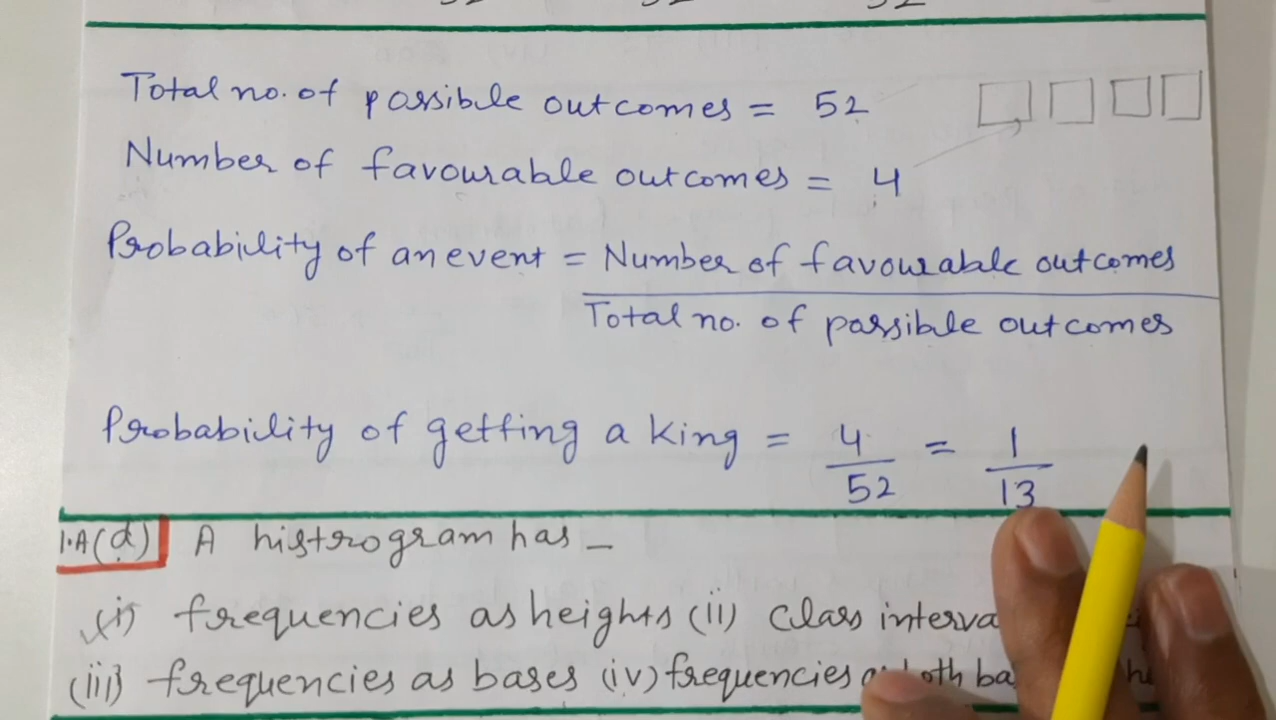 Total no. of possible outcomes = 52
Number of favourable outcomes = 4
Probability of an event = Number of favourable outcomes
Total no. of possible outcomes
Probability of getting a king = 4/52 = 1/13
1.A(d) A histrogram has –
(i) frequencies as heights (ii) Class
(iii) frequencies as bases (iv) frequencies